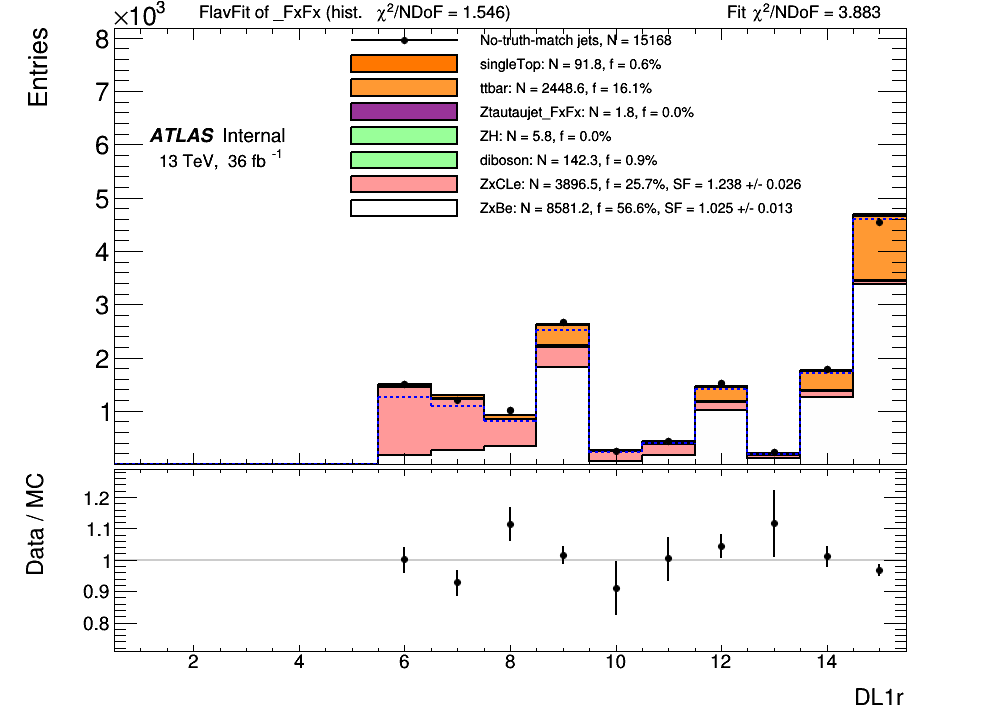 ×10³ FlavFit of _FxFx (hist. χ²/NDoF = 1.546) Fit χ²/NDoF = 3.883
Entries
8
7
6
5
4
3
2
1
No-truth-match jets, N = 15168
singleTop: N = 91.8, f = 0.6%
ttbar: N = 2448.6, f = 16.1%
Ztautaujet_FxFx: N = 1.8, f = 0.0%
ZH: N = 5.8, f = 0.0%
diboson: N = 142.3, f = 0.9%
ZxCLe: N = 3896.5, f = 25.7%, SF = 1.238 +/- 0.026
ZxBe: N = 8581.2, f = 56.6%, SF = 1.025 +/- 0.013
ATLAS Internal
13 TeV, 36 fb⁻¹
Data / MC
1.2
1.1
1
0.9
0.8
2 4 6 8 10 12 14
DL1r